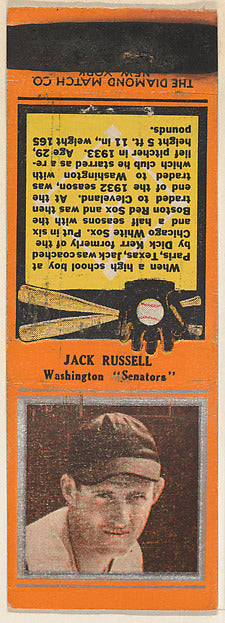 THE DIAMOND MATCH CO.
NEW YORK
When a high school boy at
Paris, Texas, Jack was coached
by Dick Kerr formerly of the
Chicago White Sox. Put in six
and a half seasons with the
Boston Red Sox and was then
traded to Cleveland. At the
end of the 1932 season, was
traded to Washington with
which club he starred as a re-
lief pitcher in 1933. Age 29,
height 5 ft. 11 in., weight 165
pounds.
JACK RUSSELL
Washington "Senators"